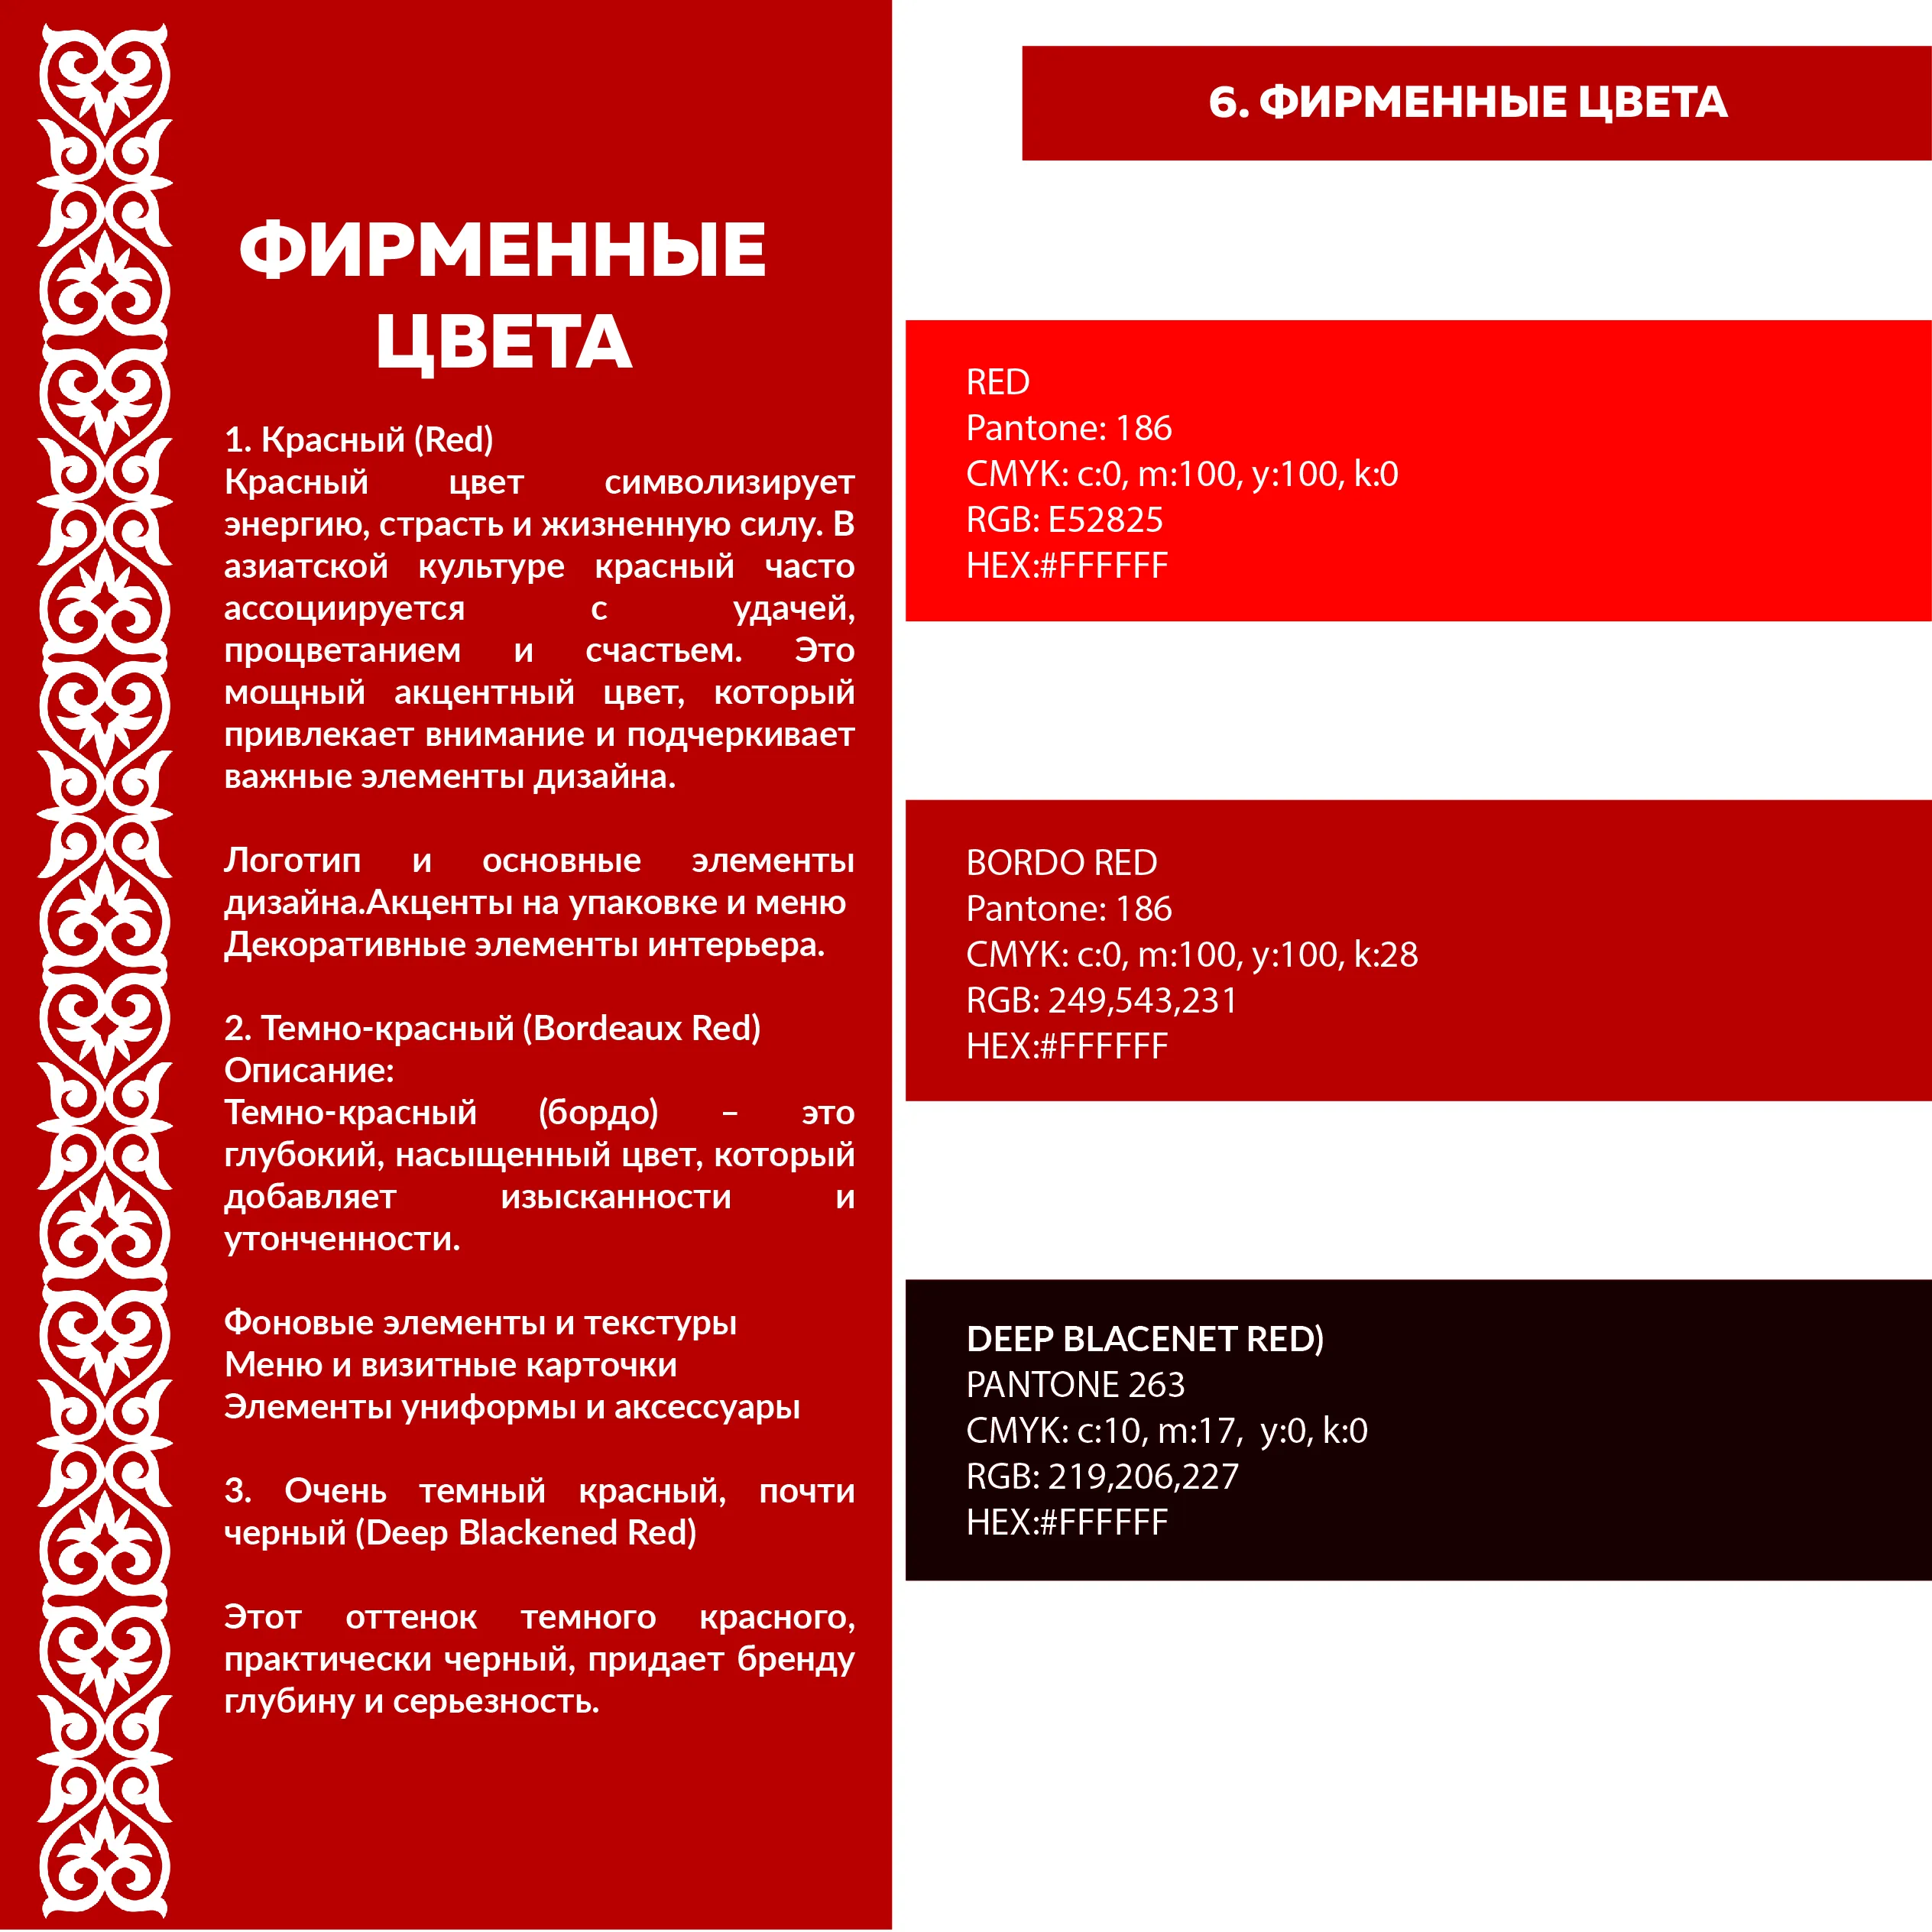 ФИРМЕННЫЕ
ЦВЕТА
1. Красный (Red)
Красный цвет символизирует
энергию, страсть и жизненную силу. В
азиатской культуре красный часто
ассоциируется с удачей,
процветанием и счастьем. Это
мощный акцентный цвет, который
привлекает внимание и подчеркивает
важные элементы дизайна.
Логотип и основные элементы
дизайна.Акценты на упаковке и меню
Декоративные элементы интерьера.
2. Темно-красный (Bordeaux Red)
Описание:
Темно-красный (бордо) – это
глубокий, насыщенный цвет, который
добавляет изысканности и
утонченности.
Фоновые элементы и текстуры
Меню и визитные карточки
Элементы униформы и аксессуары
3. Очень темный красный, почти
черный (Deep Blackened Red)
Этот оттенок темного красного,
практически черный, придает бренду
глубину и серьезность.
6. ФИРМЕННЫЕ ЦВЕТА
RED
Pantone: 186
CMYK: c:0, m:100, y:100, k:0
RGB: E52825
HEX:#FFFFFF
BORDO RED
Pantone: 186
CMYK: c:0, m:100, y:100, k:28
RGB: 249,543,231
HEX:#FFFFFF
DEEP BLACENET RED)
PANTONE 263
CMYK: c:10, m:17,  y:0, k:0
RGB: 219,206,227
HEX:#FFFFFF